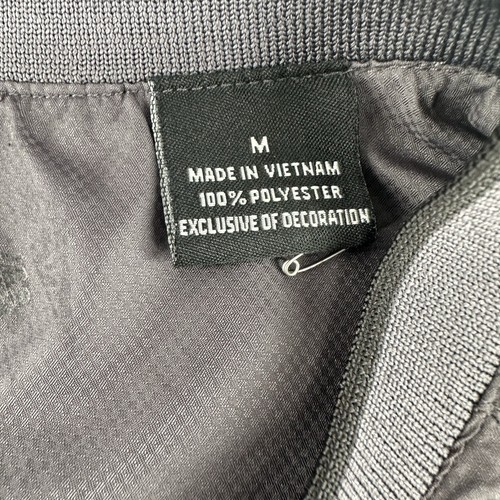 M
MADE IN VIETNAM
100% POLYESTER
EXCLUSIVE OF DECORATION